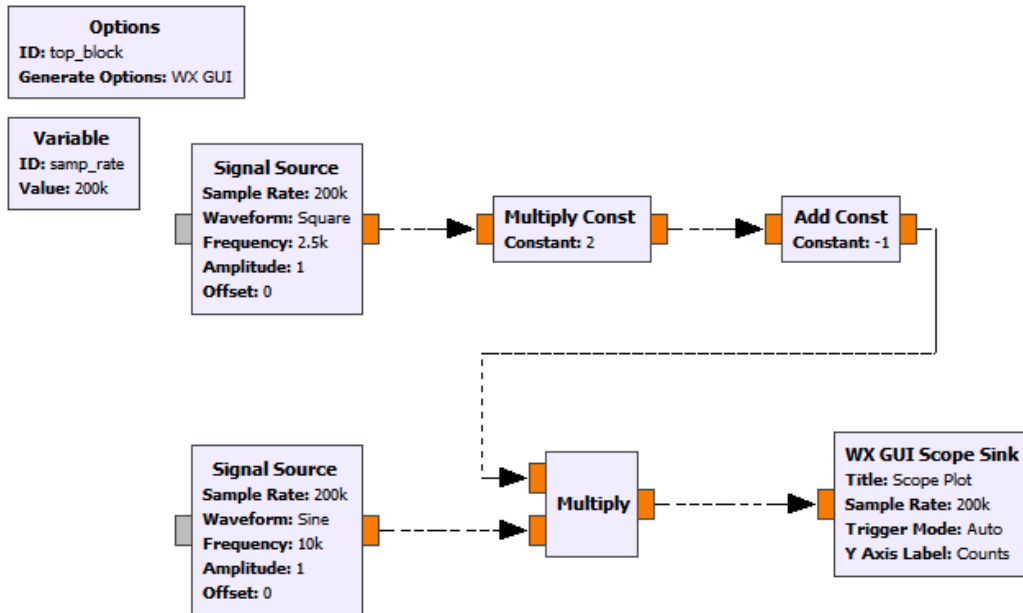 Options
ID: top_block
Generate Options: WX GUI
Variable
ID: samp_rate
Value: 200k
Signal Source
Sample Rate: 200k
Waveform: Square
Frequency: 2.5k
Amplitude: 1
Offset: 0
Multiply Const
Constant: 2
Add Const
Constant: -1
Signal Source
Sample Rate: 200k
Waveform: Sine
Frequency: 10k
Amplitude: 1
Offset: 0
Multiply
WX GUI Scope Sink
Title: Scope Plot
Sample Rate: 200k
Trigger Mode: Auto
Y Axis Label: Counts